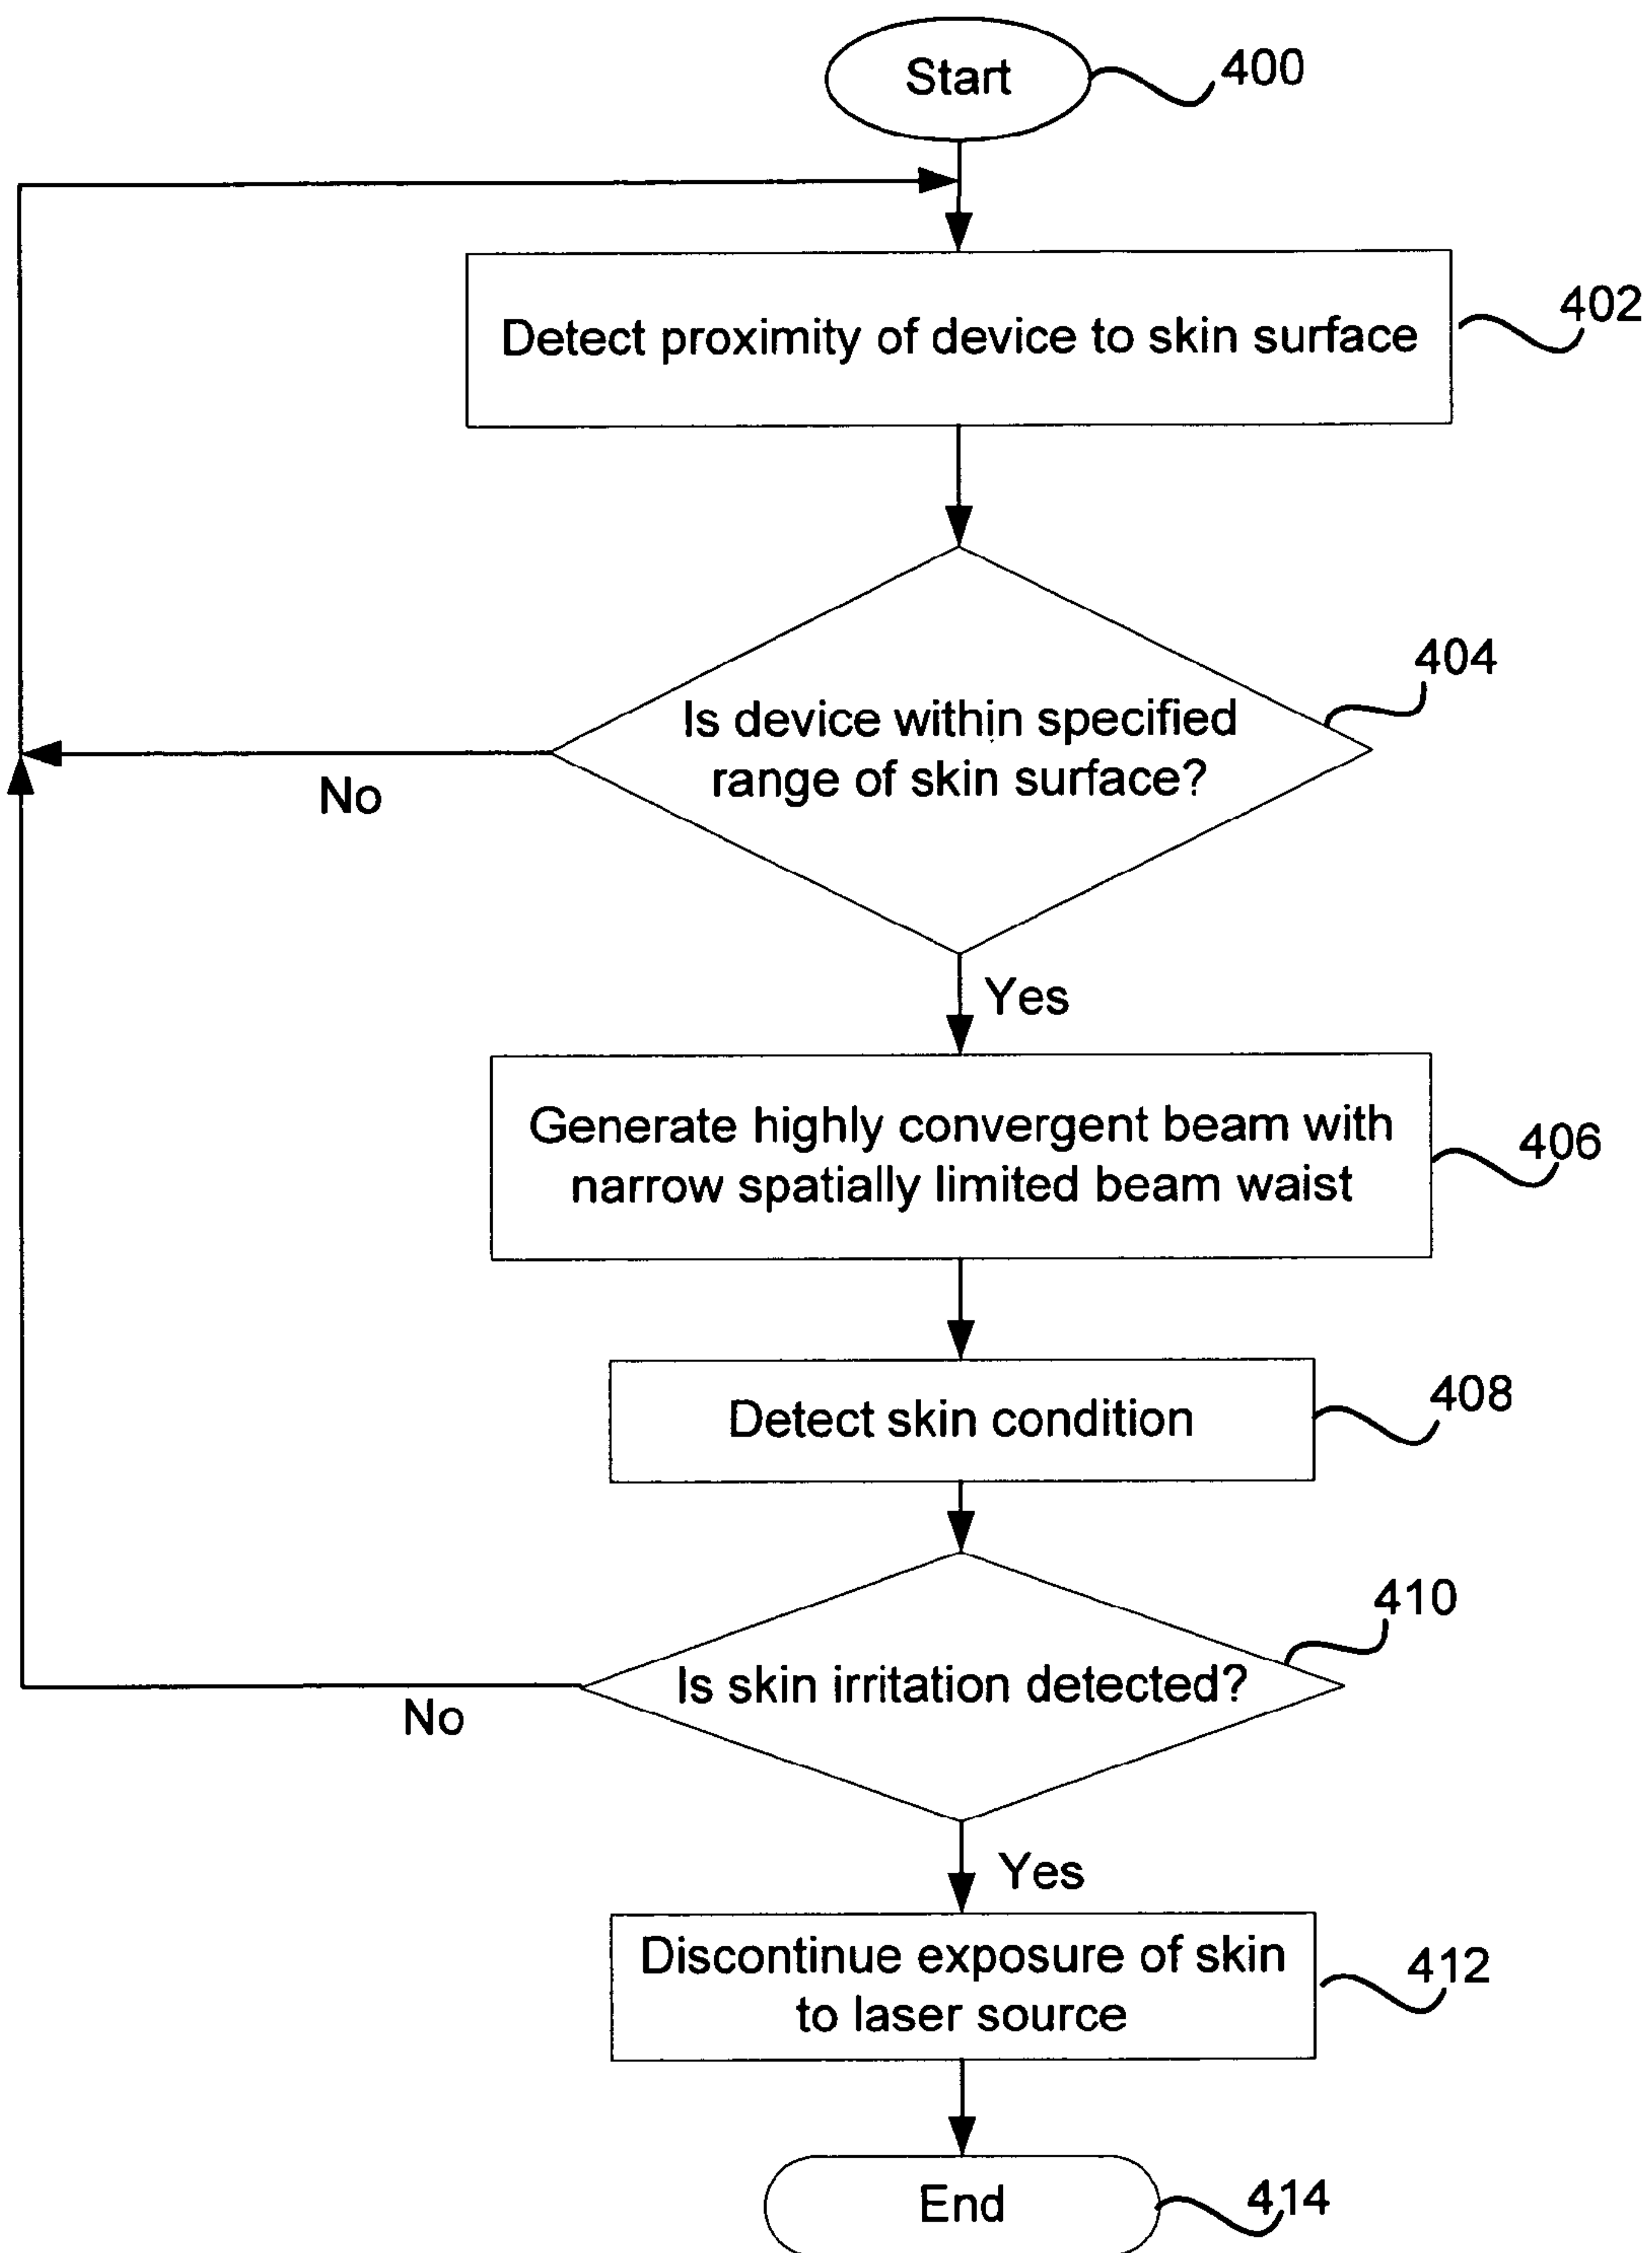 Start
400
Detect proximity of device to skin surface
402
404
Is device within specified
range of skin surface?
No
Yes
Generate highly convergent beam with
narrow spatially limited beam waist
406
Detect skin condition
408
410
Is skin irritation detected?
No
Yes
Discontinue exposure of skin
to laser source
412
End
414